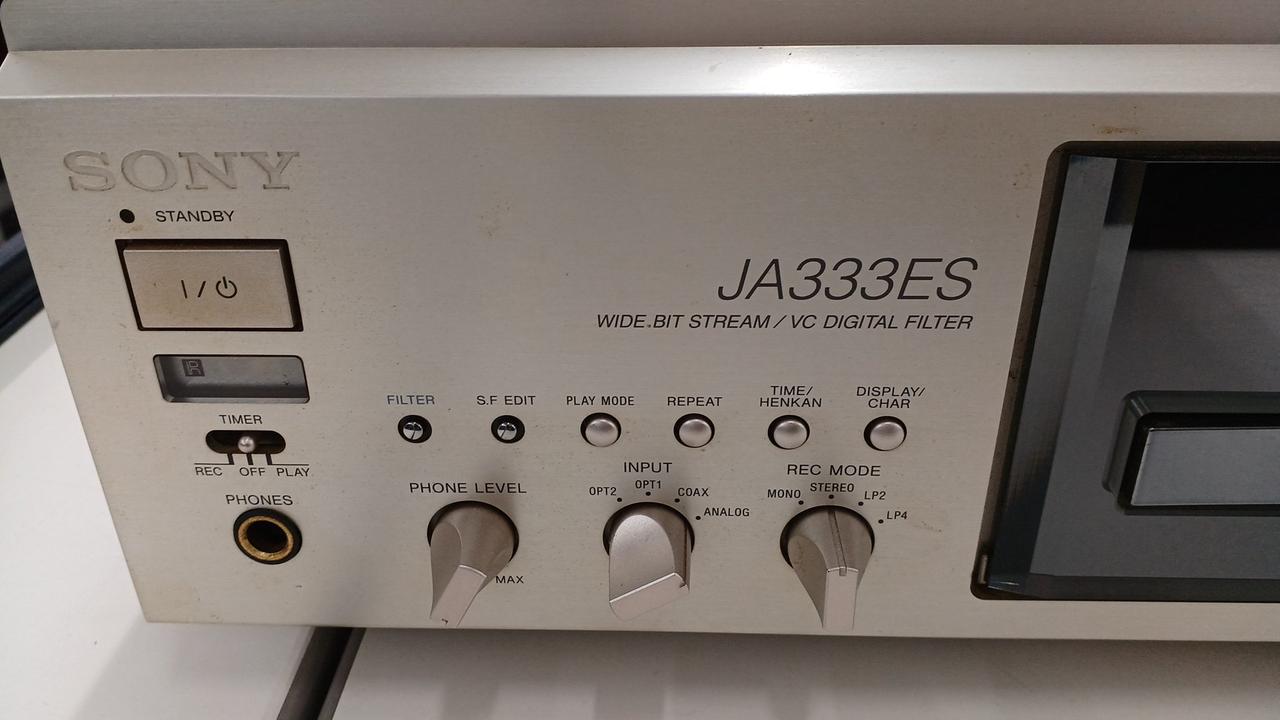 SONY
STANDBY
I / ⏻
R
JA333ES
WIDE.BIT STREAM / VC DIGITAL FILTER
TIMER
REC OFF PLAY
PHONES
FILTER
S.F EDIT
PLAY MODE
REPEAT
TIME/
HENKAN
DISPLAY/
CHAR
PHONE LEVEL
MAX
INPUT
OPT2 OPT1 COAX
ANALOG
REC MODE
MONO STEREO LP2
LP4